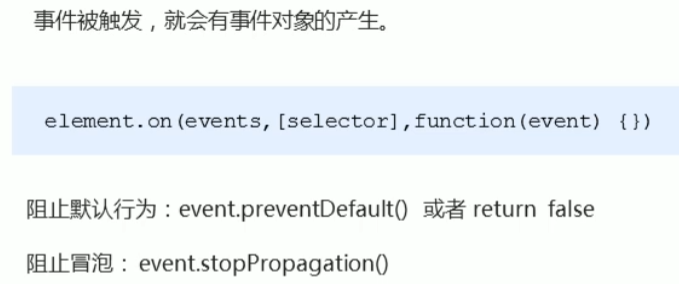 事件被触发，就会有事件对象的产生。
element.on(events,[selector],function(event) {})
阻止默认行为：event.preventDefault() 或者 return false
阻止冒泡： event.stopPropagation()